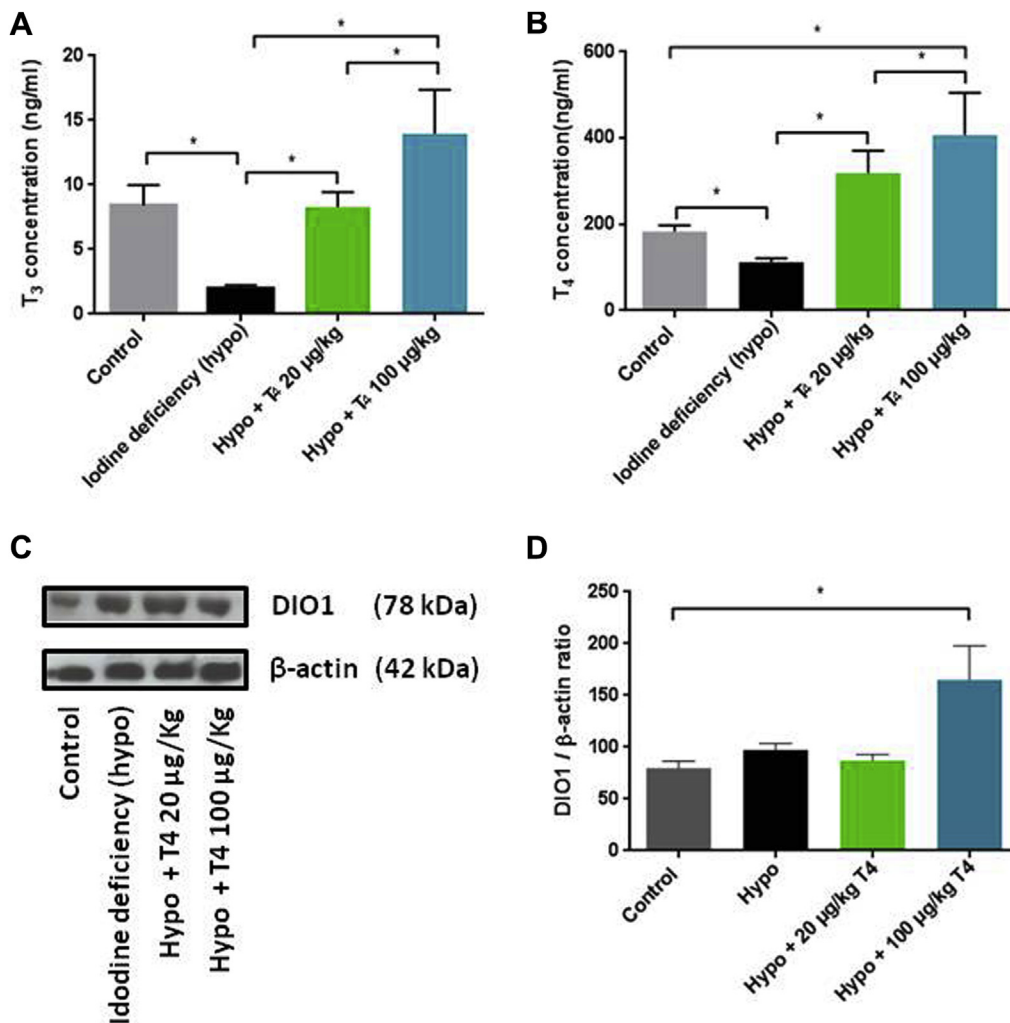 A
*
*
*
*
T3 concentration (ng/ml)
20
15
10
5
0
Control
Iodine deficiency (hypo)
Hypo + T4 20 µg/kg
Hypo + T4 100 µg/kg
B
*
*
*
*
T4 concentration(ng/ml)
600
400
200
0
Control
Iodine deficiency (hypo)
Hypo + T4 20 µg/kg
Hypo + T4 100 µg/kg
C
DIO1 (78 kDa)
β-actin (42 kDa)
Control
Idodine deficiency (hypo)
Hypo + T4 20 µg/Kg
Hypo + T4 100 µg/Kg
D
*
DIO1 / β-actin ratio
250
200
150
100
50
0
Control
Hypo
Hypo + 20 µg/kg T4
Hypo + 100 µg/kg T4